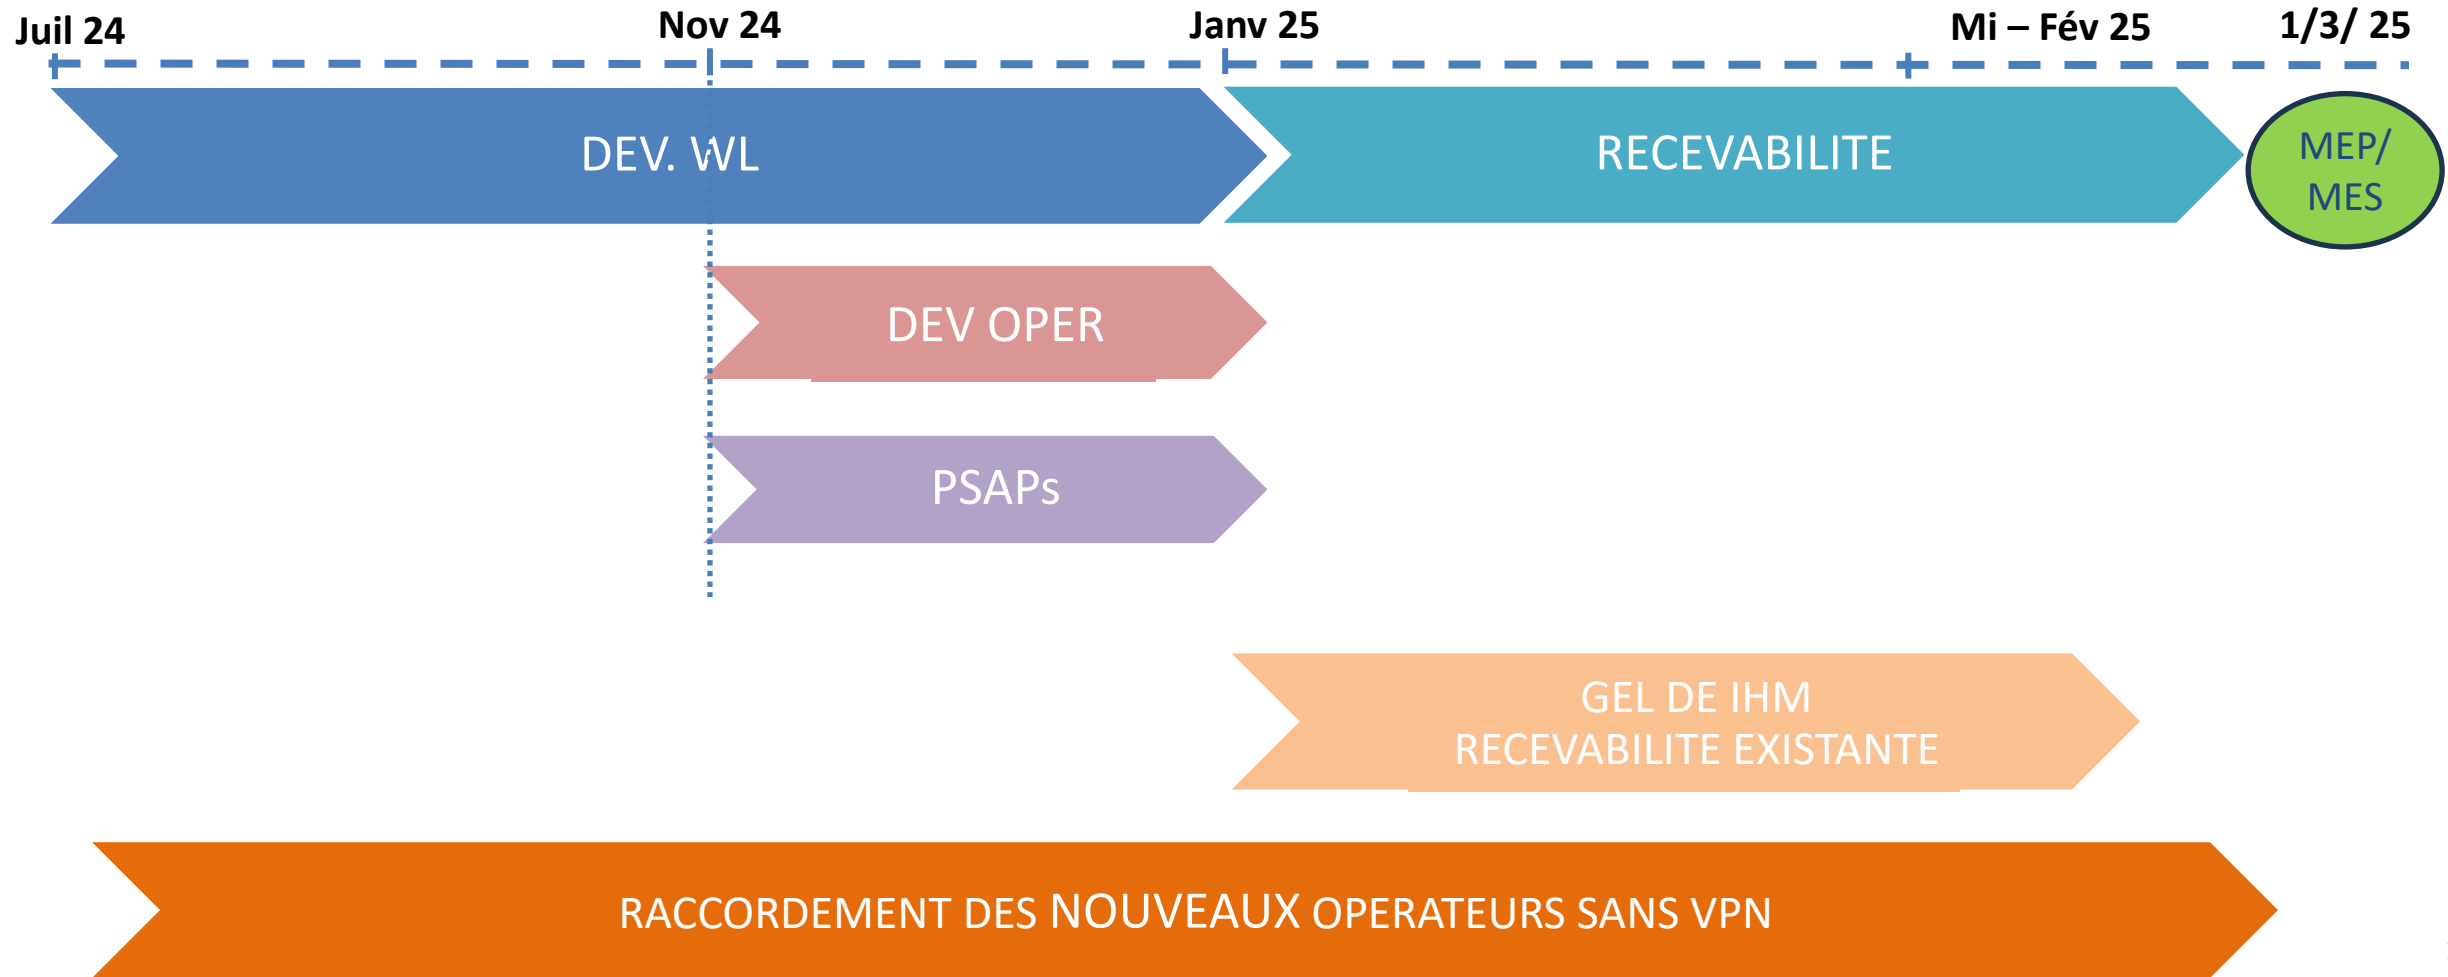 Juil 24
Nov 24
Janv 25
Mi – Fév 25
1/3/ 25
DEV. WL
RECEVABILITE
MEP/
MES
DEV OPER
PSAPs
GEL DE IHM
RECEVABILITE EXISTANTE
RACCORDEMENT DES NOUVEAUX OPERATEURS SANS VPN